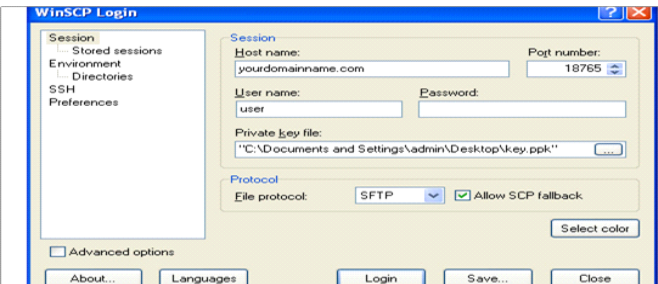 WinSCP Login
Session
Stored sessions
Environment
Directories
SSH
Preferences
Advanced options
Session
Host name: Port number:
yourdomainname.com 18765
User name: Password:
user
Private key file:
"C:\Documents and Settings\admin\Desktop\key.ppk" ...
Protocol
File protocol: SFTP Allow SCP fallback
Select color
About... Languages Login Save... Close